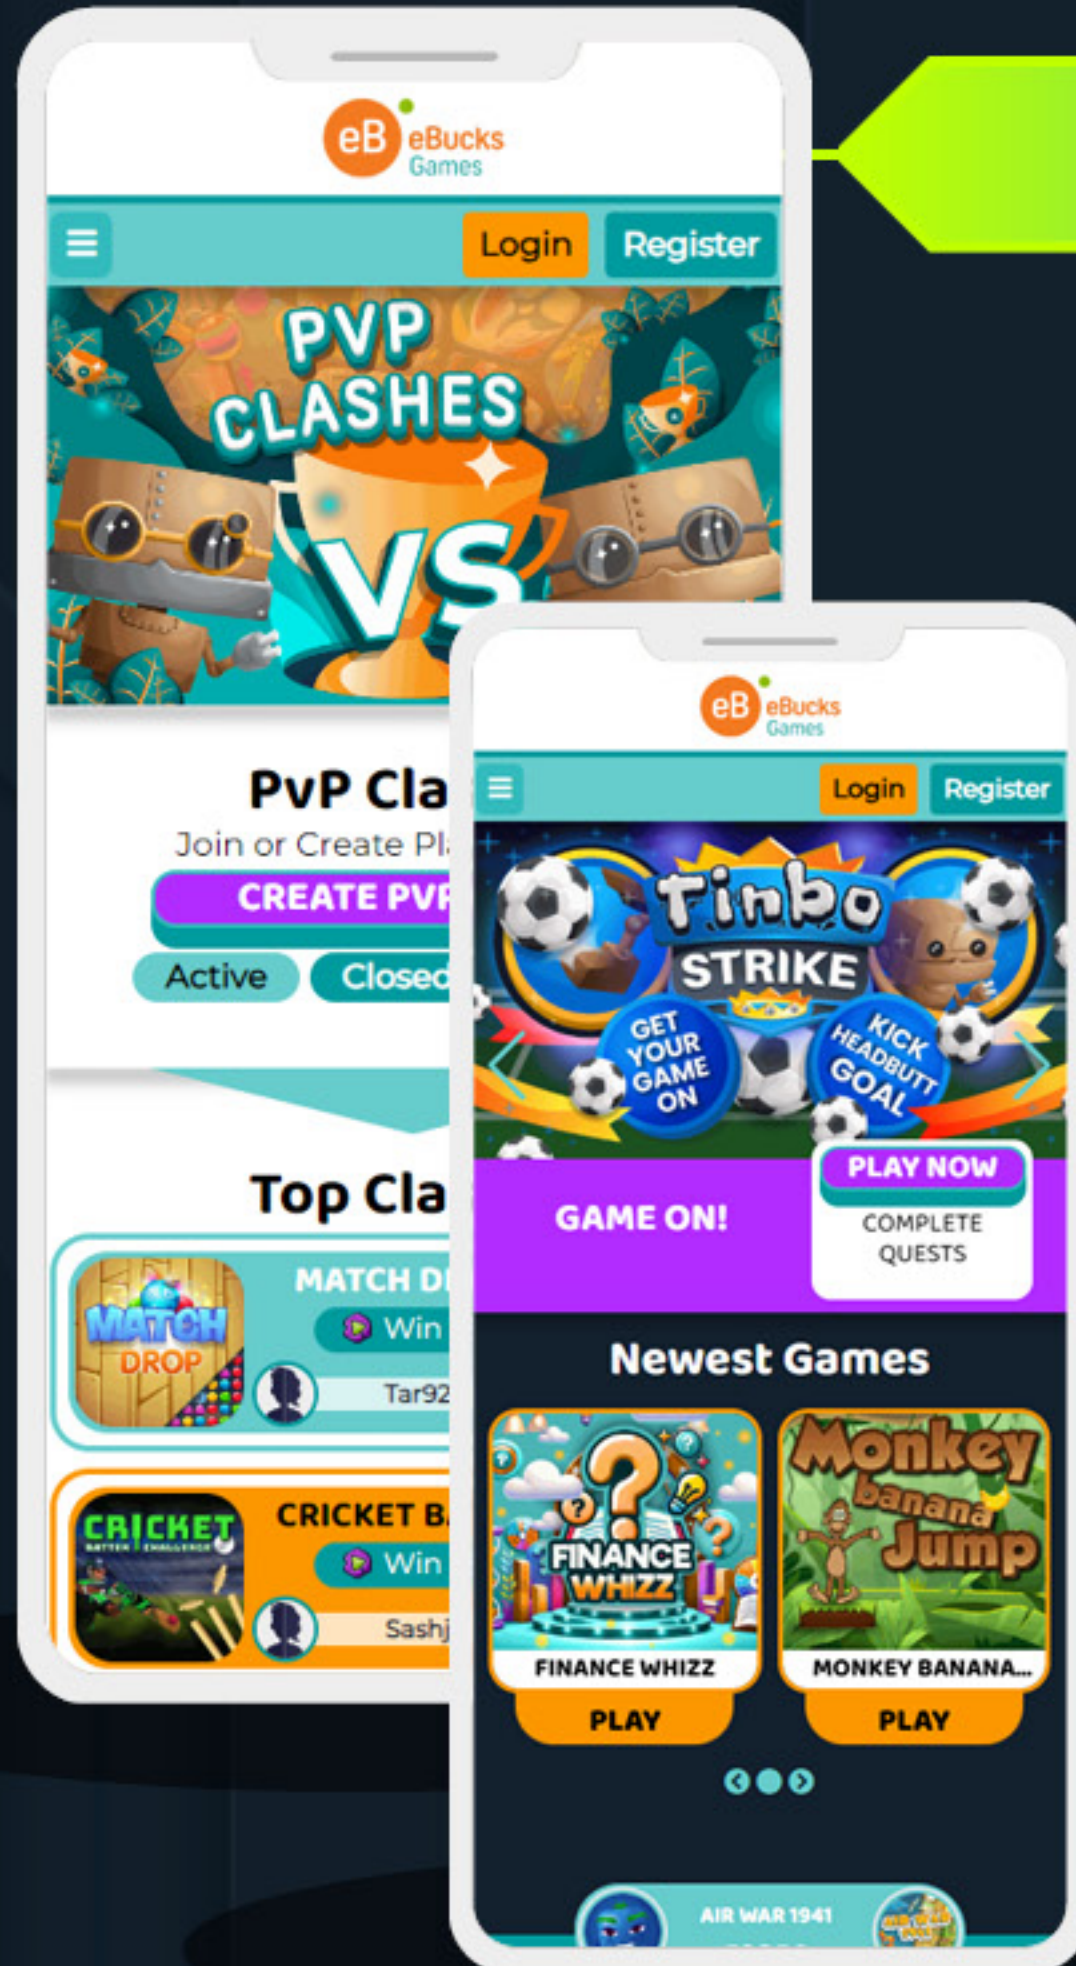 eB eBucks
Games
Login Register
PVP
CLASHES
VS
PvP Cla
Join or Create Pl
CREATE PVP
Active Closed
Top Cla
MATCH
DROP
MATCH D
Win
Tar92
CRICKET
CRICKET B
Win
Sashj
eB eBucks
Games
Login Register
Tinbo
STRIKE
GET
YOUR
GAME
ON
KICK
HEADBUTT
GOAL
GAME ON!
PLAY NOW
COMPLETE
QUESTS
Newest Games
FINANCE
WHIZZ
Monkey
banana
Jump
FINANCE WHIZZ
MONKEY BANANA...
PLAY
PLAY
AIR WAR 1941